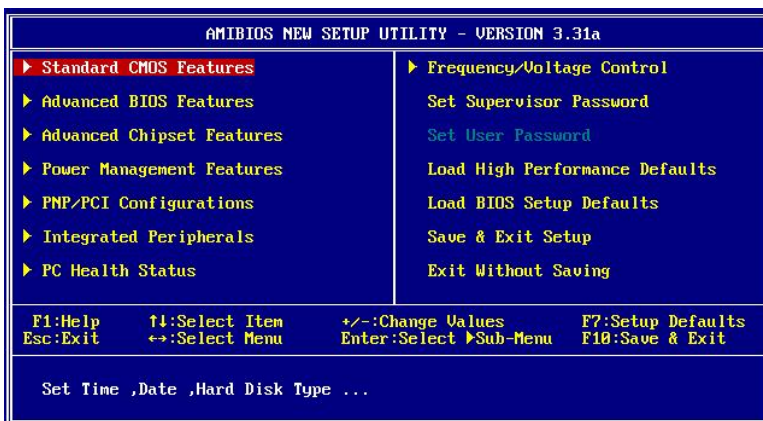 AMIBIOS NEW SETUP UTILITY - VERSION 3.31a
▶ Standard CMOS Features
▶ Advanced BIOS Features
▶ Advanced Chipset Features
▶ Power Management Features
▶ PNP/PCI Configurations
▶ Integrated Peripherals
▶ PC Health Status
▶ Frequency/Voltage Control
Set Supervisor Password
Set User Password
Load High Performance Defaults
Load BIOS Setup Defaults
Save & Exit Setup
Exit Without Saving
F1:Help ↑↓:Select Item +/-:Change Values F7:Setup Defaults
Esc:Exit ↔:Select Menu Enter:Select ▶Sub-Menu F10:Save & Exit
Set Time ,Date ,Hard Disk Type ...